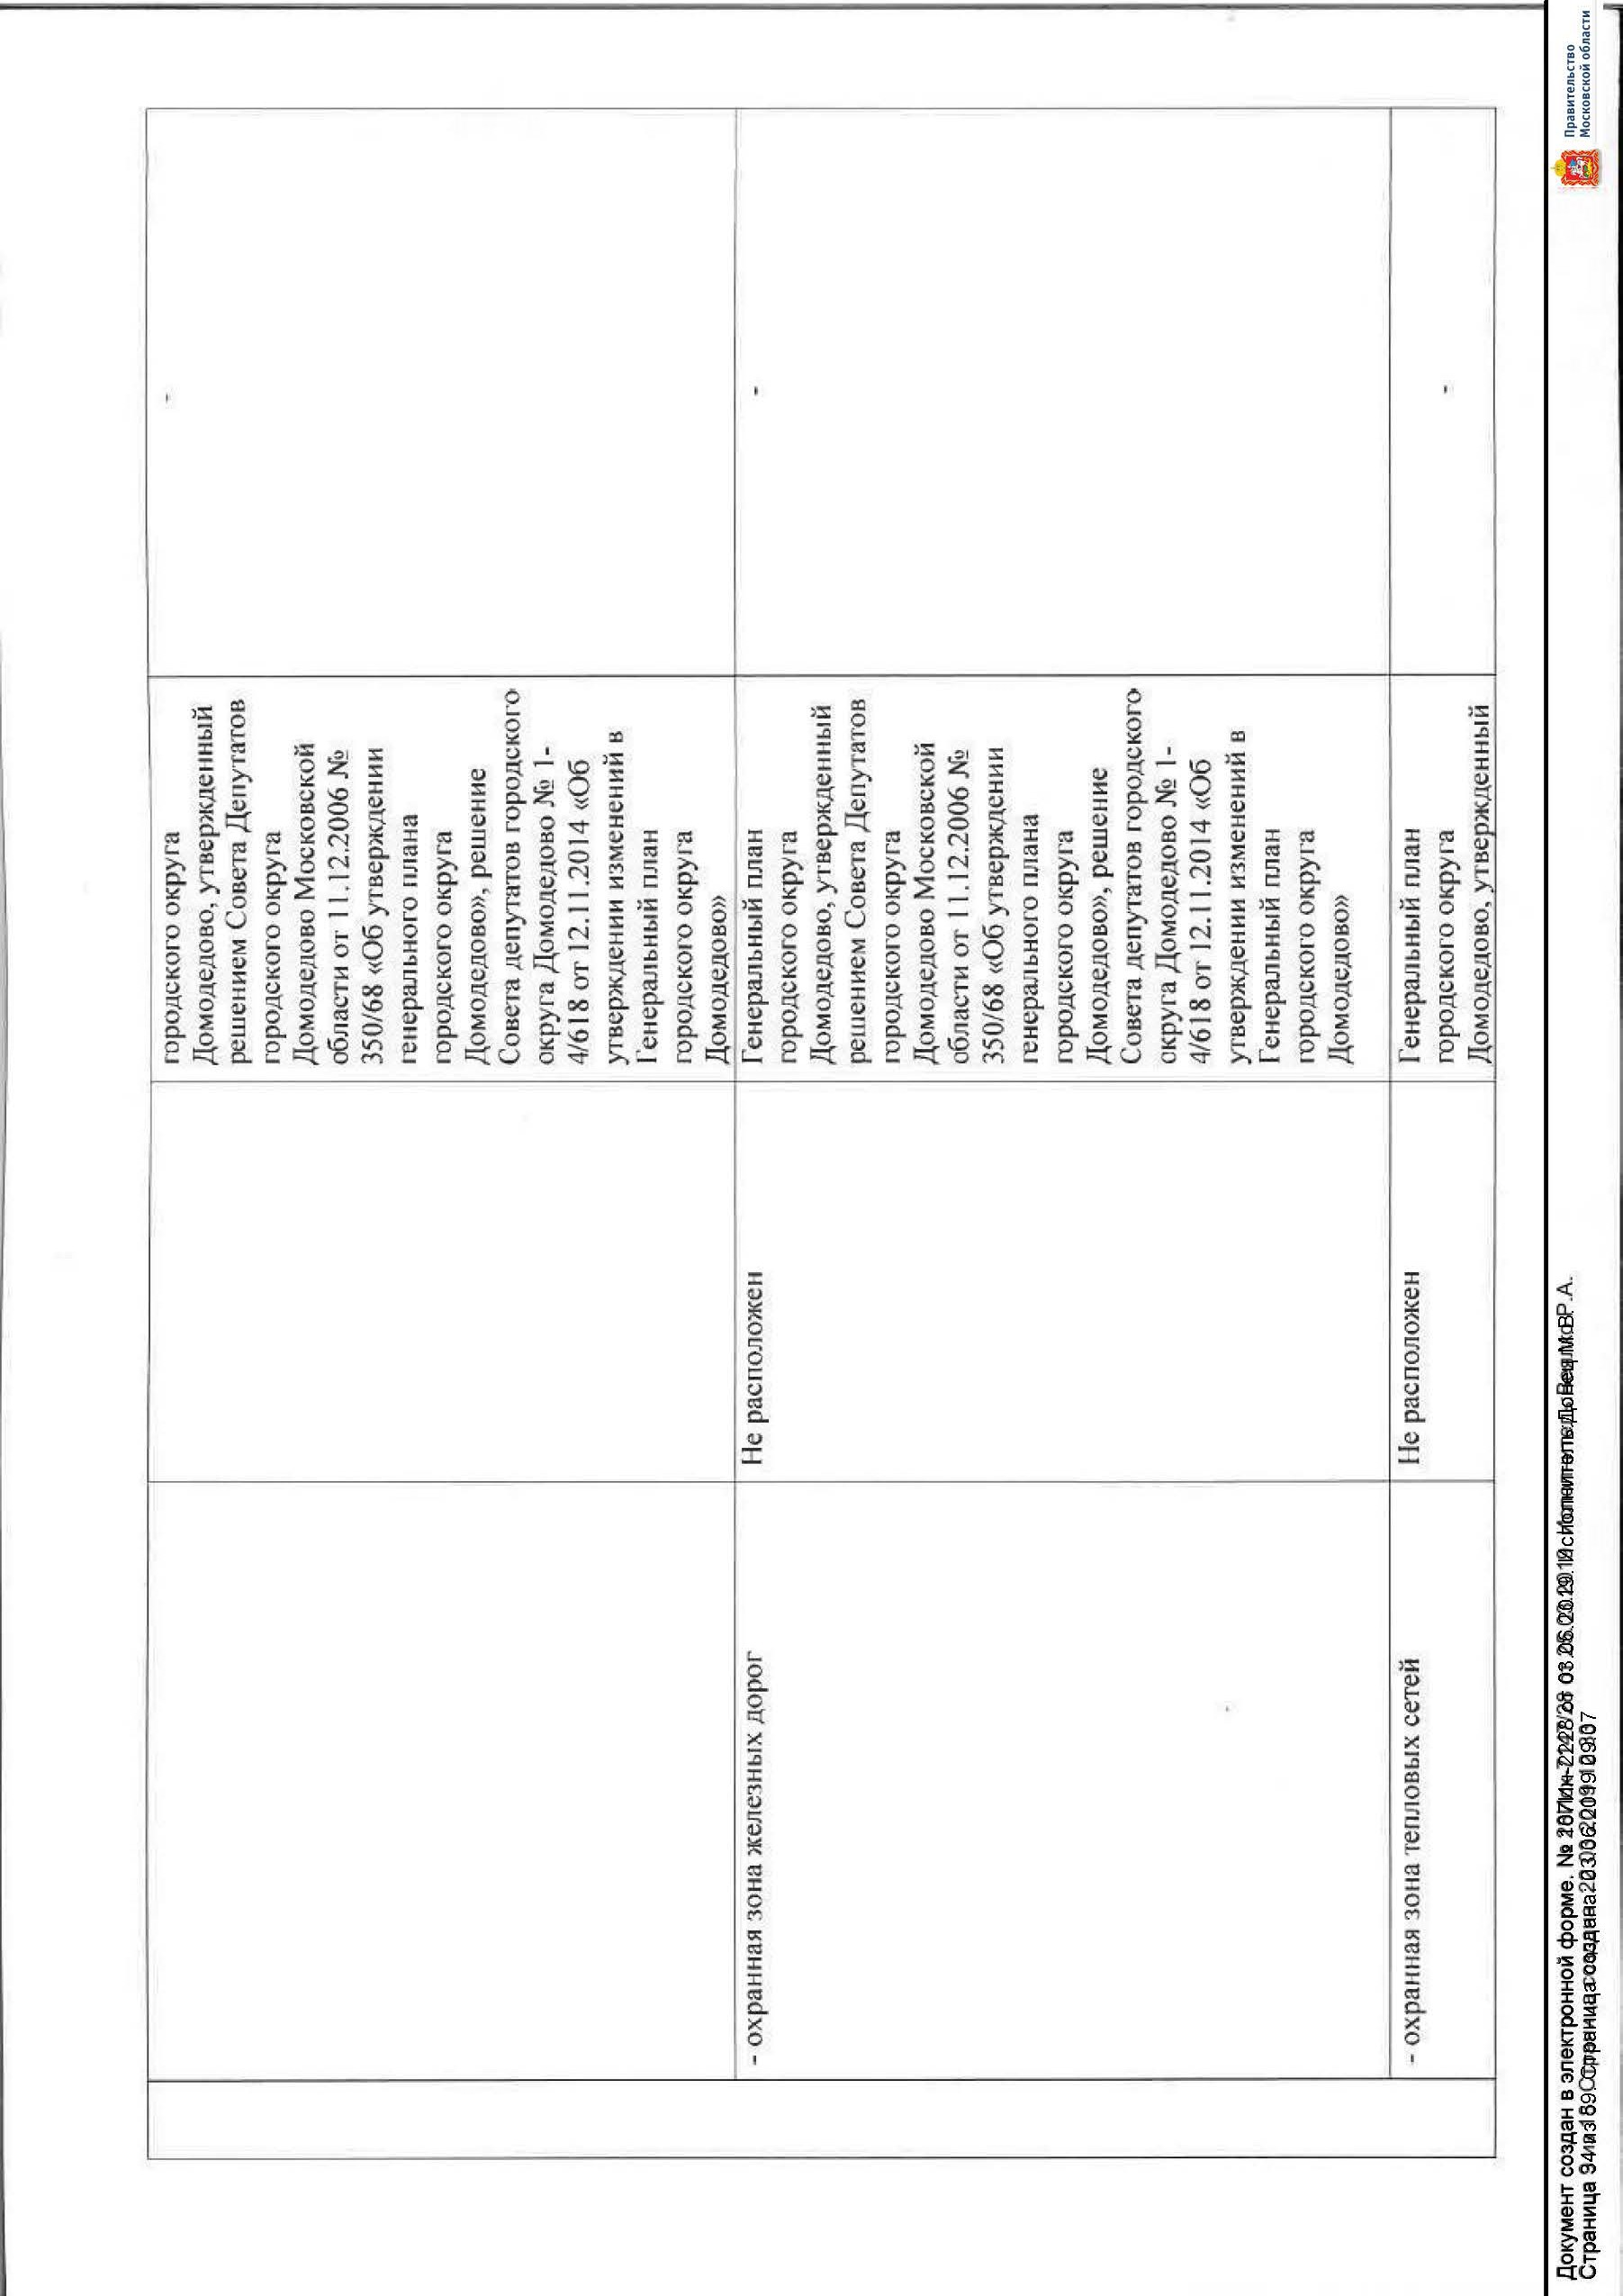 городского округа
Домодедово, утвержденный
решением Совета Депутатов
городского округа
Домодедово Московской
области от 11.12.2006 №
350/68 «Об утверждении
генерального плана
городского округа
Домодедово», решение
Совета депутатов городского
округа Домодедово № 1-
4/618 от 12.11.2014 «Об
утверждении изменений в
Генеральный план
городского округа
Домодедово»
-
- охранная зона железных дорог
Не расположен
Генеральный план
городского округа
Домодедово, утвержденный
решением Совета Депутатов
городского округа
Домодедово Московской
области от 11.12.2006 №
350/68 «Об утверждении
генерального плана
городского округа
Домодедово», решение
Совета депутатов городского
округа Домодедово № 1-
4/618 от 12.11.2014 «Об
утверждении изменений в
Генеральный план
городского округа
Домодедово»
-
- охранная зона тепловых сетей
Не расположен
Генеральный план
городского округа
Домодедово, утвержденный
-
Документ создан в электронной форме. №
Страница
Правительство
Московской области